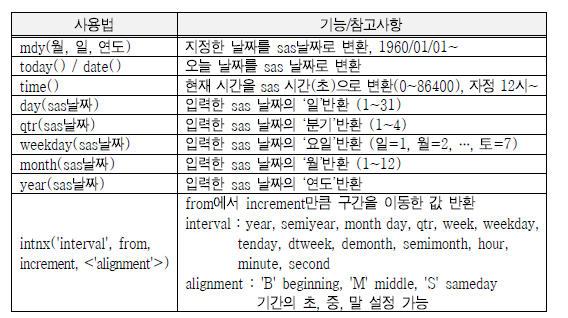 사용법 기능/참고사항
mdy(월, 일, 연도) 지정한 날짜를 sas날짜로 변환, 1960/01/01~
today() / date() 오늘 날짜를 sas 날짜로 변환
time() 현재 시간을 sas 시간(초)으로 변환(0~86400), 자정 12시~
day(sas날짜) 입력한 sas 날짜의 '일'반환 (1~31)
qtr(sas날짜) 입력한 sas 날짜의 '분기'반환 (1~4)
weekday(sas날짜) 입력한 sas 날짜의 '요일'반환 (일=1, 월=2, …, 토=7)
month(sas날짜) 입력한 sas 날짜의 '월'반환 (1~12)
year(sas날짜) 입력한 sas 날짜의 '연도'반환
intnx('interval', from,
increment, <'alignment'>)
from에서 increment만큼 구간을 이동한 값 반환
interval : year, semiyear, month day, qtr, week, weekday,
tenday, dtweek, demonth, semimonth, hour,
minute, second
alignment : 'B' beginning, 'M' middle, 'S' sameday
기간의 초, 중, 말 설정 가능